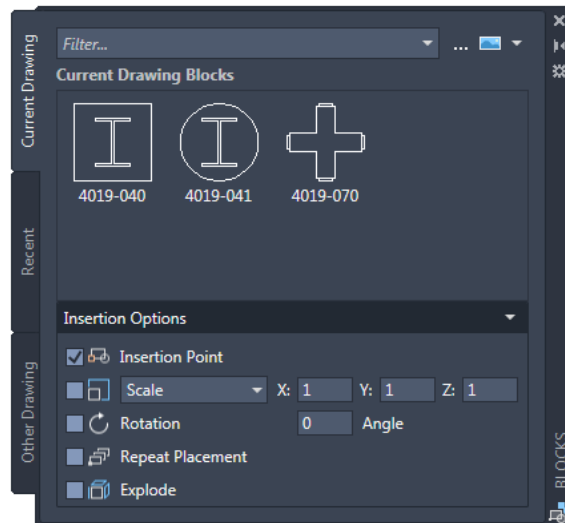 Current Drawing
Recent
Other Drawing
Filter...
...
Current Drawing Blocks
4019-040 4019-041 4019-070
Insertion Options
Insertion Point
Scale X: 1 Y: 1 Z: 1
Rotation 0 Angle
Repeat Placement
Explode
BLOCKS